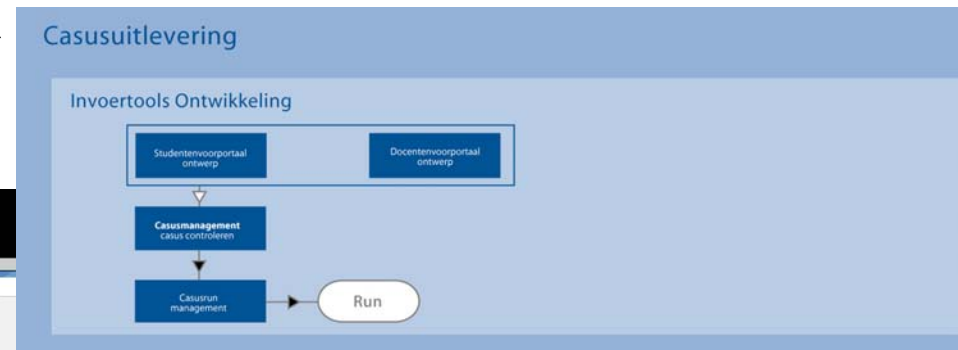 Casusuitlevering
Invoertools Ontwikkeling
Studentenvoorportaal
ontwerp
Docentenvoorportaal
ontwerp
Casusmanagement
casus controleren
Casusrun
management
Run